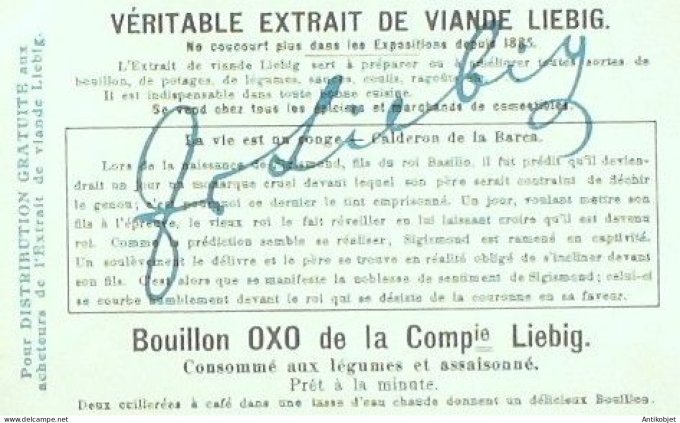 VÉRITABLE EXTRAIT DE VIANDE LIEBIG.
Ne concourt plus dans les Expositions depuis 1885.
L'Extrait de viande Liebig sert à préparer ou à améliorer toutes sortes de
bouillon, de potages, de légumes, sauces, coulis, ragoûts etc.
Il est indispensable dans toute bonne cuisine.
Se vend chez tous les épiciers et marchands de comestibles.
La vie est un songe — Calderon de la Barca.
Lors de la naissance de Sigismond, fils du roi Basilio, il fut prédit qu'il devien-
drait un jour un monarque cruel devant lequel son père serait contraint de fléchir
le genou; c'est pourquoi ce dernier le tint emprisonné. Un jour, voulant mettre son
fils à l'épreuve, le vieux roi le fait réveiller en lui laissant croire qu'il est devenu
roi. Comme la prédiction semble se réaliser, Sigismond est ramené en captivité.
Un soulèvement le délivre et le père se trouve en réalité obligé de s'incliner devant
son fils. C'est alors que se manifeste la noblesse de sentiment de Sigismond; celui-ci
se courbe humblement devant le roi qui se désiste de la couronne en sa faveur.
Bouillon OXO de la Compie Liebig.
Consommé aux légumes et assaisonné.
Prêt à la minute.
Deux cuillerées à café dans une tasse d'eau chaude donnent un délicieux Bouillon.
Pour DISTRIBUTION GRATUITE aux
acheteurs de l'Extrait de viande Liebig.
J v Liebig
www.artskarlet.com